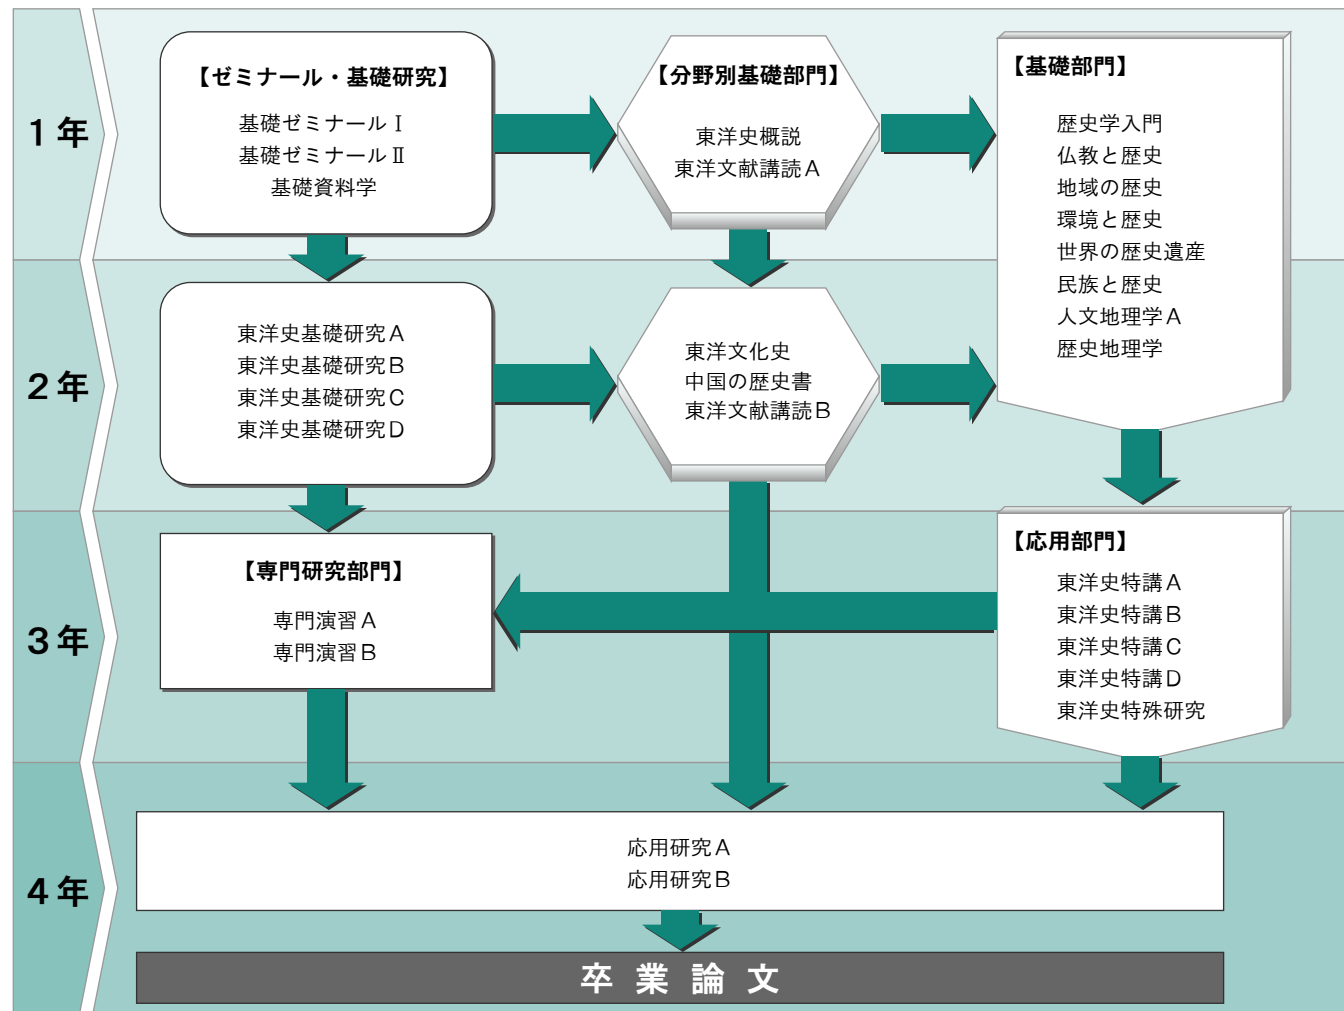 1年
【ゼミナール・基礎研究】
基礎ゼミナールⅠ
基礎ゼミナールⅡ
基礎資料学
【分野別基礎部門】
東洋史概説
東洋文献講読A
【基礎部門】
歴史学入門
仏教と歴史
地域の歴史
環境と歴史
世界の歴史遺産
民族と歴史
人文地理学A
歴史地理学
2年
東洋史基礎研究A
東洋史基礎研究B
東洋史基礎研究C
東洋史基礎研究D
東洋文化史
中国の歴史書
東洋文献講読B
3年
【専門研究部門】
専門演習A
専門演習B
【応用部門】
東洋史特講A
東洋史特講B
東洋史特講C
東洋史特講D
東洋史特殊研究
4年
応用研究A
応用研究B
卒業論文